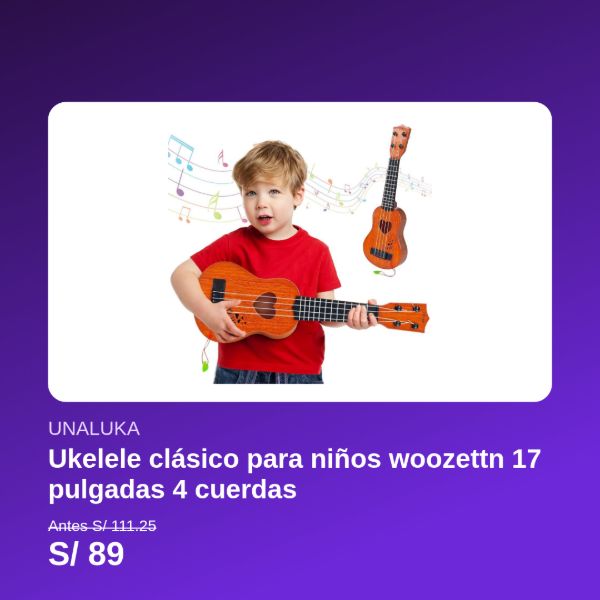 UNALUKA
Ukelele clásico para niños woozettn 17
pulgadas 4 cuerdas
Antes S/ 111.25
S/ 89